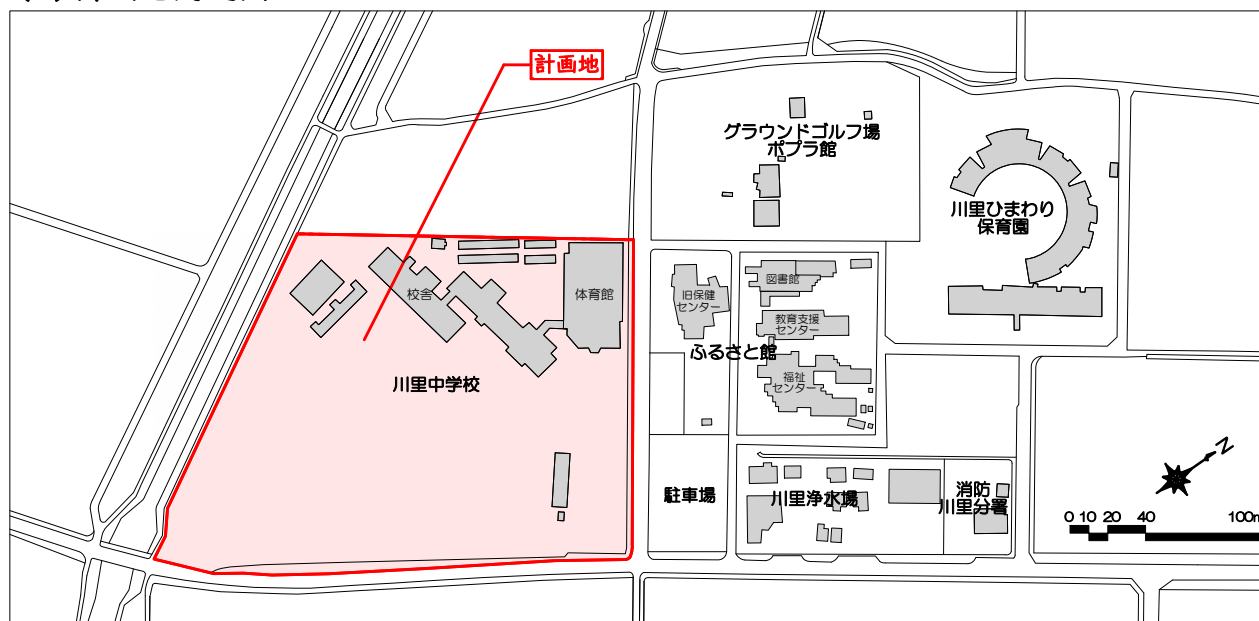 計画地
グラウンドゴルフ場
ポプラ館
川里ひまわり
保育園
校舎
体育館
旧保健
センター
図書館
教育支援
センター
ふるさと館
福祉
センター
川里中学校
駐車場
川里浄水場
消防
川里分署
N
0 10 20 40 100m